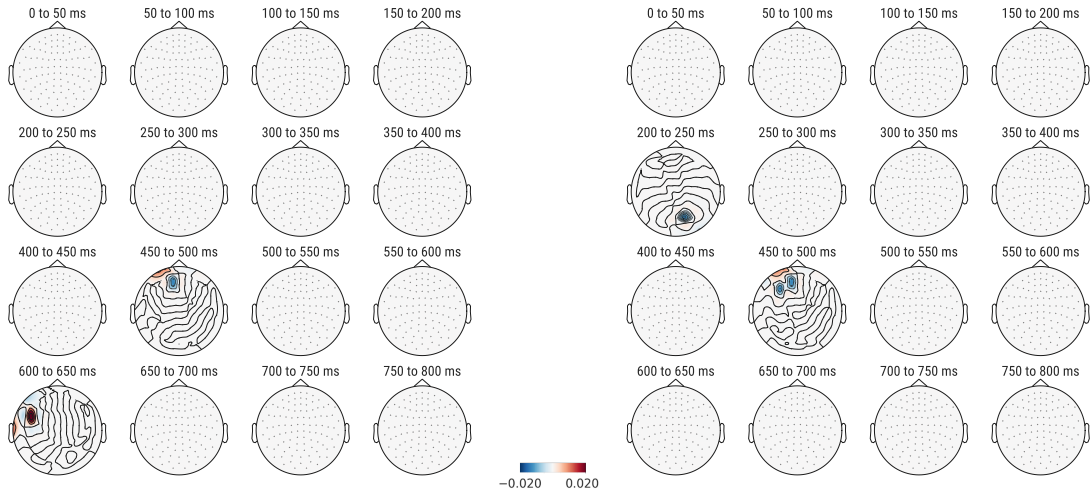 0 to 50 ms 50 to 100 ms 100 to 150 ms 150 to 200 ms 0 to 50 ms 50 to 100 ms 100 to 150 ms 150 to 200 ms
200 to 250 ms 250 to 300 ms 300 to 350 ms 350 to 400 ms 200 to 250 ms 250 to 300 ms 300 to 350 ms 350 to 400 ms
400 to 450 ms 450 to 500 ms 500 to 550 ms 550 to 600 ms 400 to 450 ms 450 to 500 ms 500 to 550 ms 550 to 600 ms
600 to 650 ms 650 to 700 ms 700 to 750 ms 750 to 800 ms 600 to 650 ms 650 to 700 ms 700 to 750 ms 750 to 800 ms
−0.020 0.020